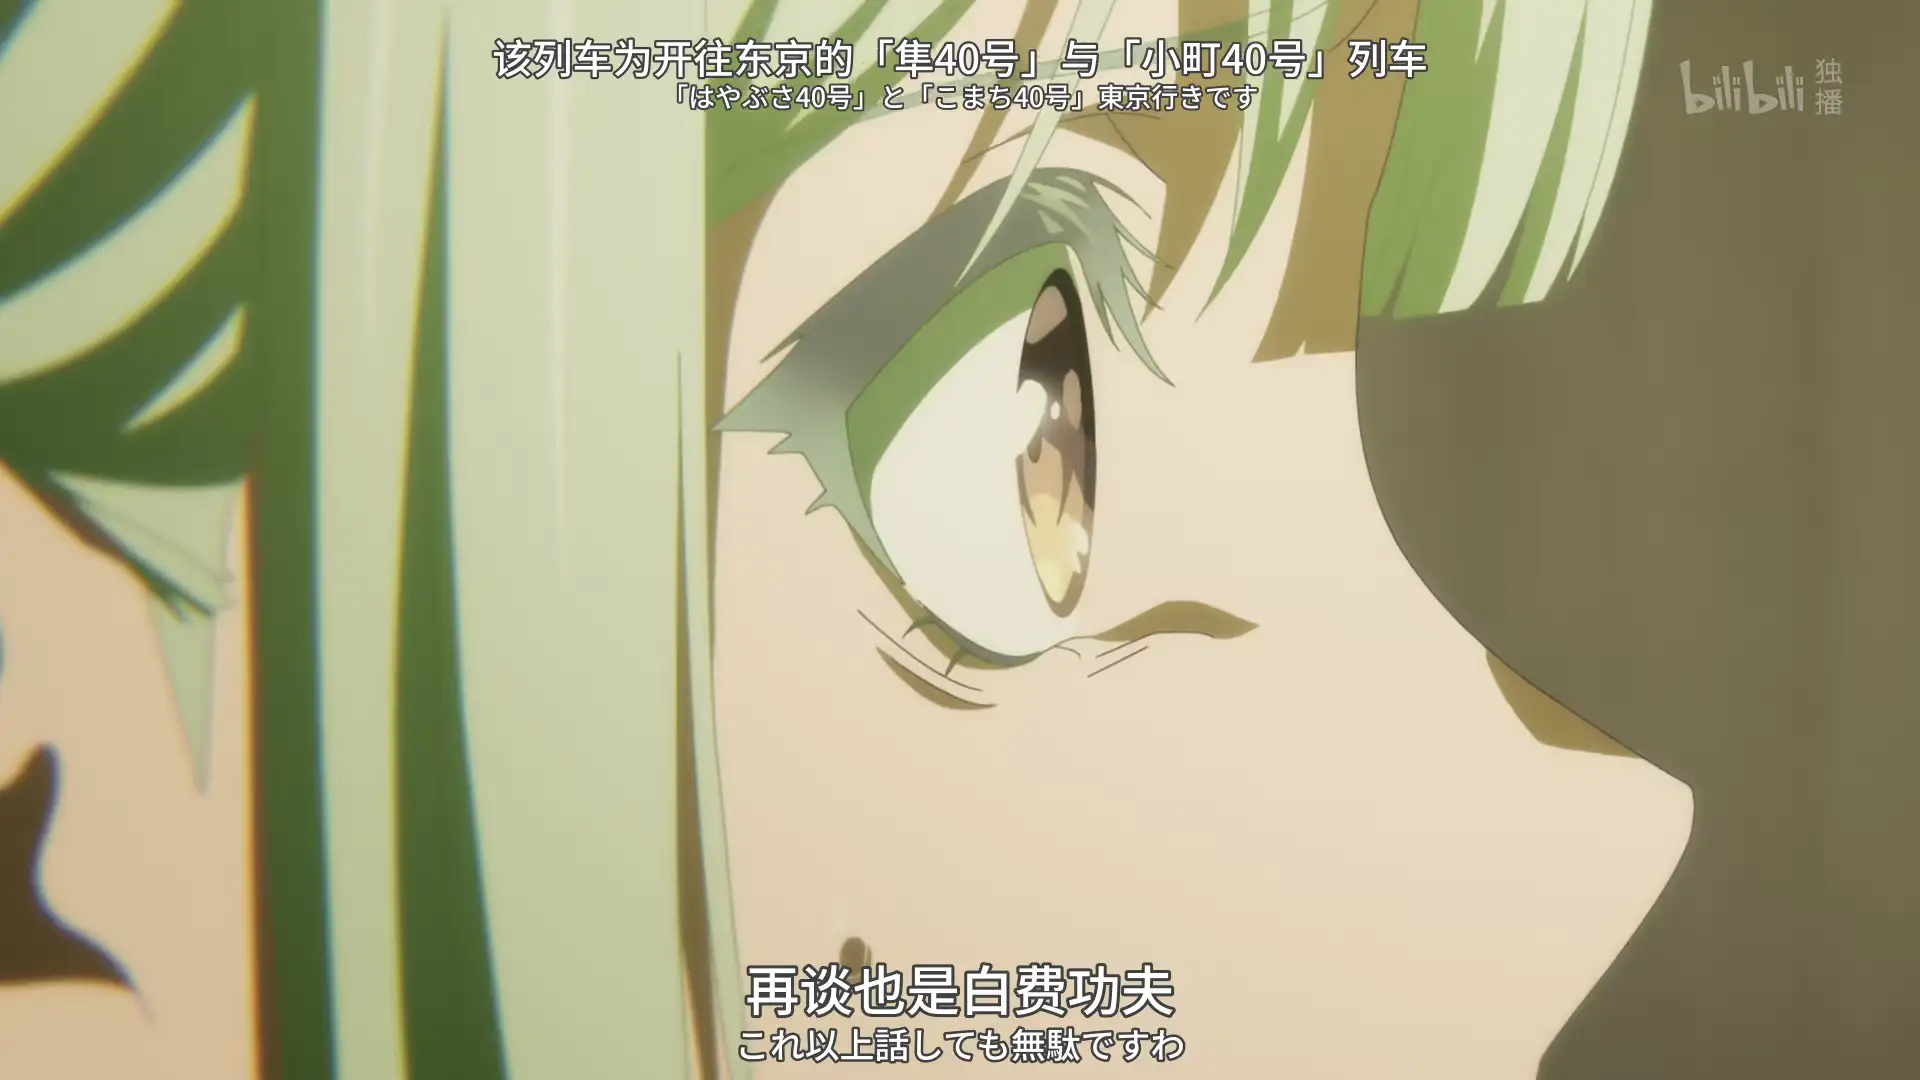 该列车为开往东京的「隼40号」与「小町40号」列车
「はやぶさ40号」と「こまち40号」東京行きです
bilibili 独播
再谈也是白费功夫
これ以上話しても無駄ですわ